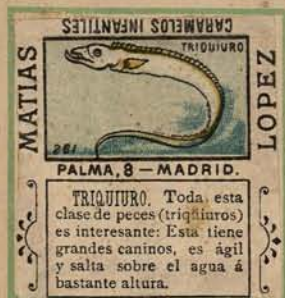 CARAMELOS INFANTILES
MATIAS
LOPEZ
TRIQUIURO
261
PALMA, 8 — MADRID.
TRIQUIURO. Toda esta
clase de peces (triquiuros)
es interesante: Esta tiene
grandes caninos, es ágil
y salta sobre el agua á
bastante altura.